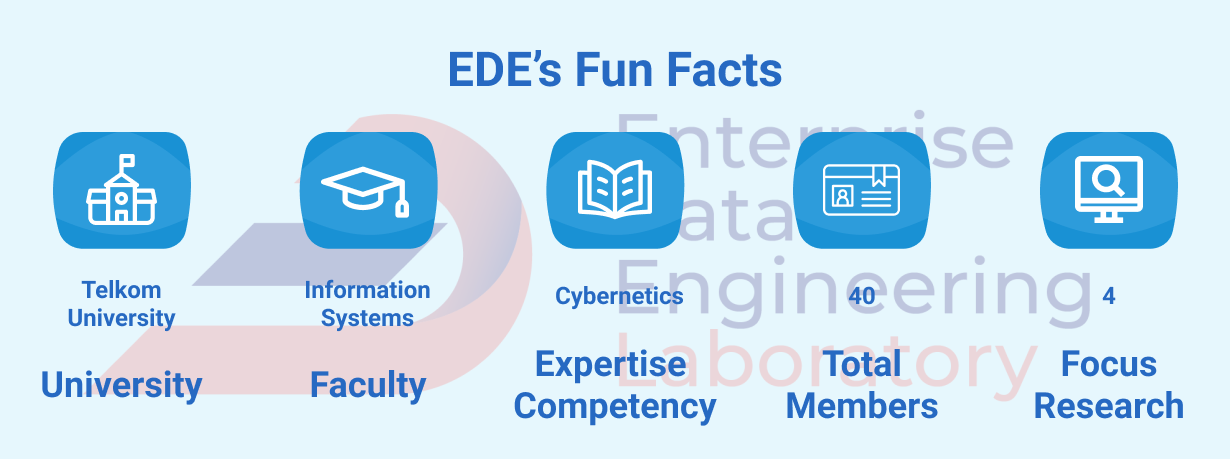 EDE's Fun Facts
Enterprise
Data
Engineering
Laboratory
Telkom
University
University
Information
Systems
Faculty
Cybernetics
Expertise
Competency
40
Total
Members
4
Focus
Research